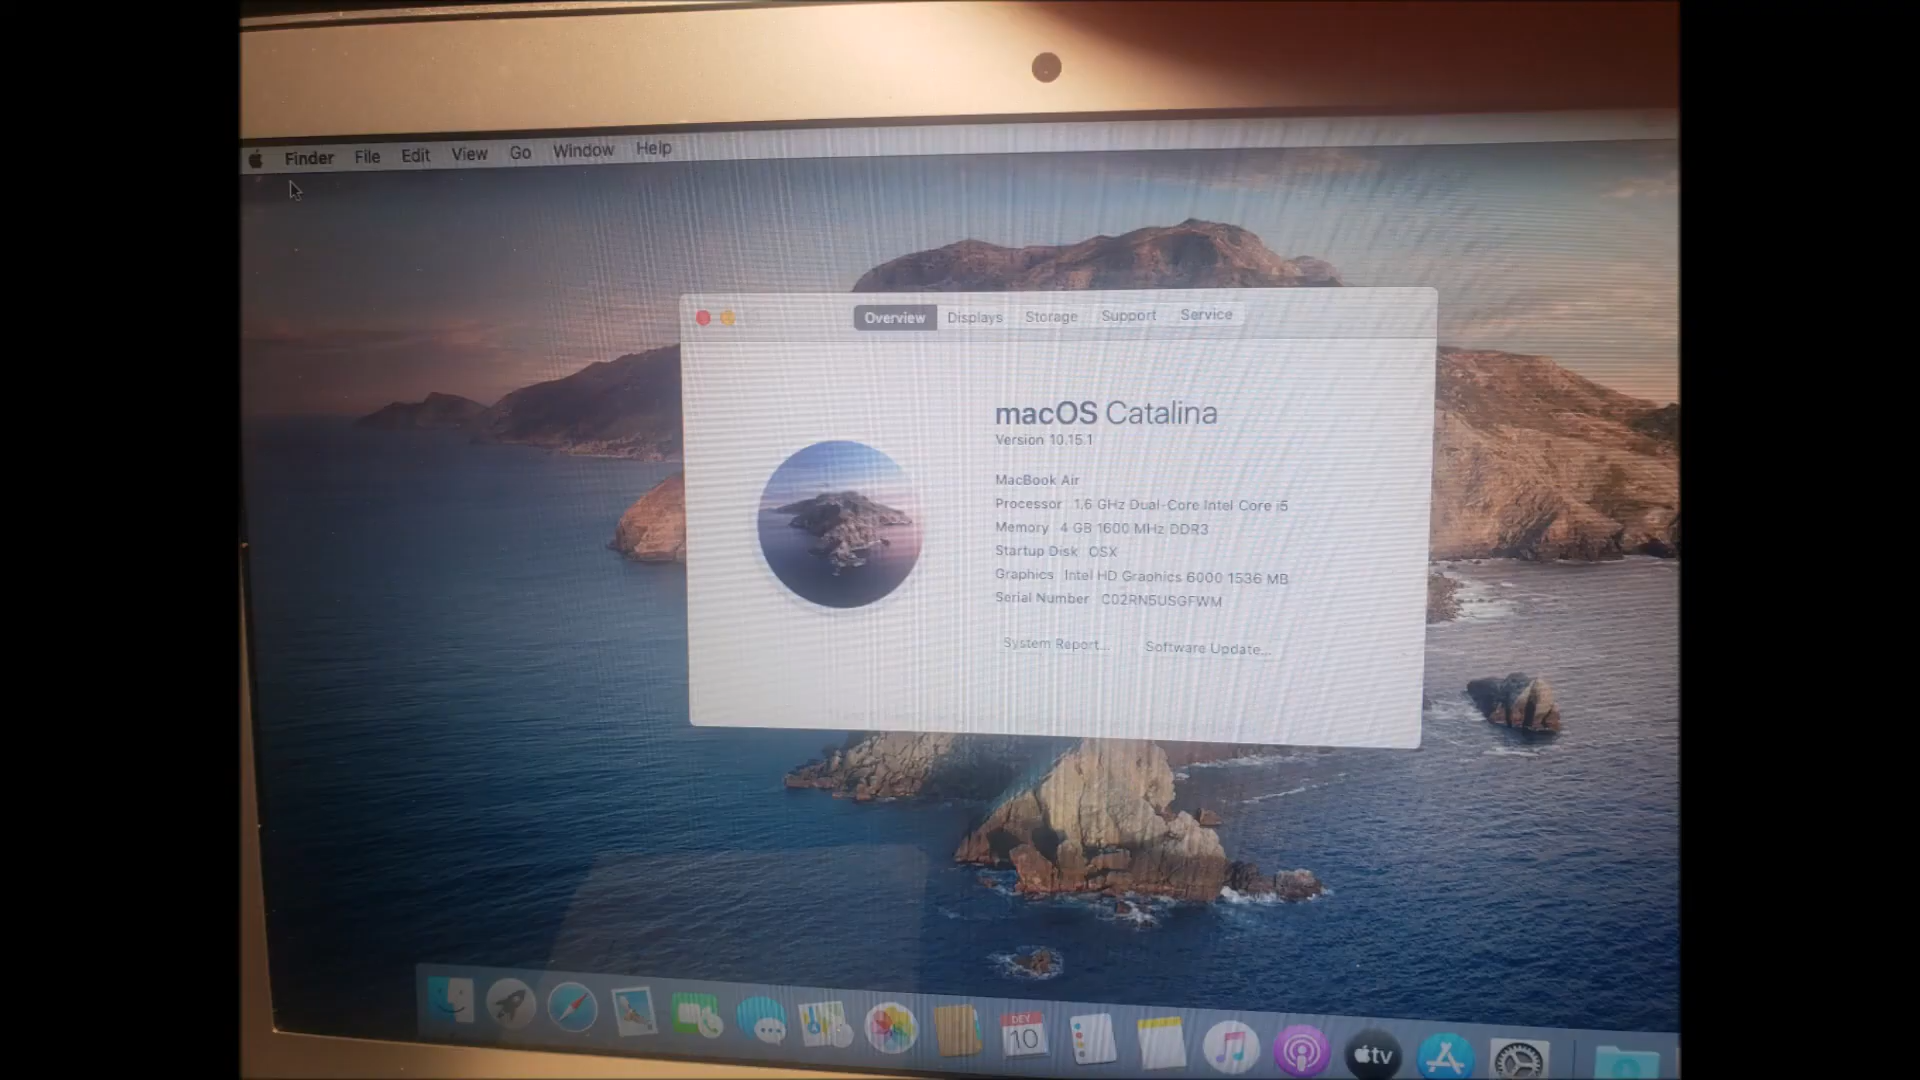 Finder File Edit View Go Window Help
Overview Displays Storage Support Service
macOS Catalina
Version 10.15.1
MacBook Air
Processor 1.6 GHz Dual-Core Intel Core i5
Memory 4 GB 1600 MHz DDR3
Startup Disk OSX
Graphics Intel HD Graphics 6000 1536 MB
Serial Number C02RN5USGFWM
System Report...
Software Update...
10
tv